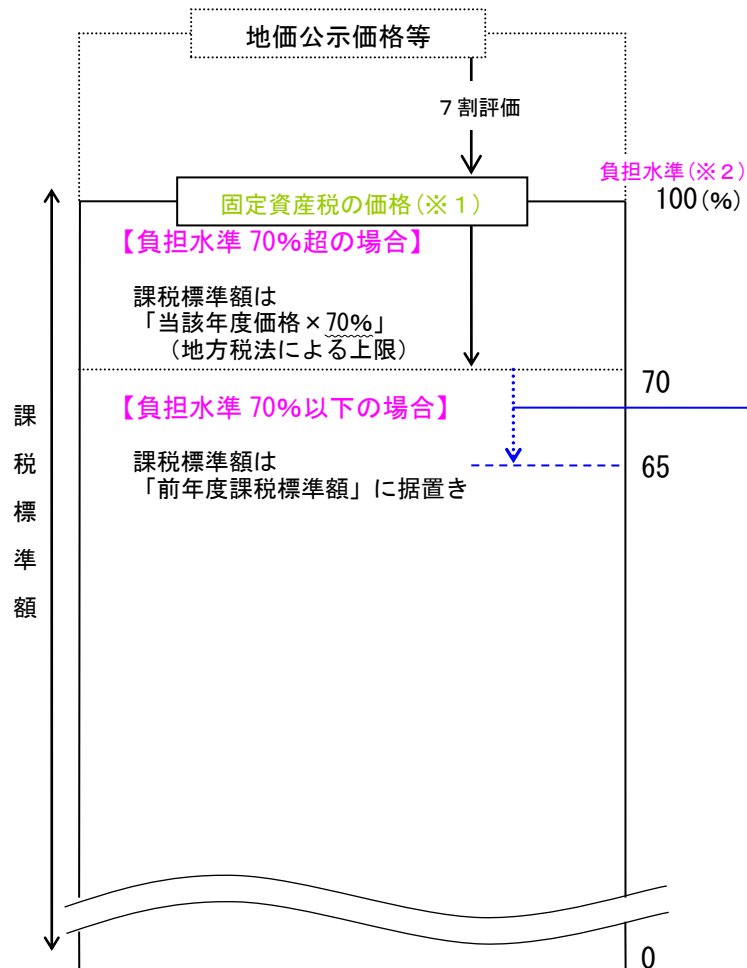 地価公示価格等
７割評価
負担水準(※２)
固定資産税の価格(※１)
100(%)
【負担水準 70%超の場合】
課税標準額は
「当該年度価格×70%」
（地方税法による上限）
70
【負担水準 70%以下の場合】
課税標準額は
「前年度課税標準額」に据置き
65
課税標準額
0